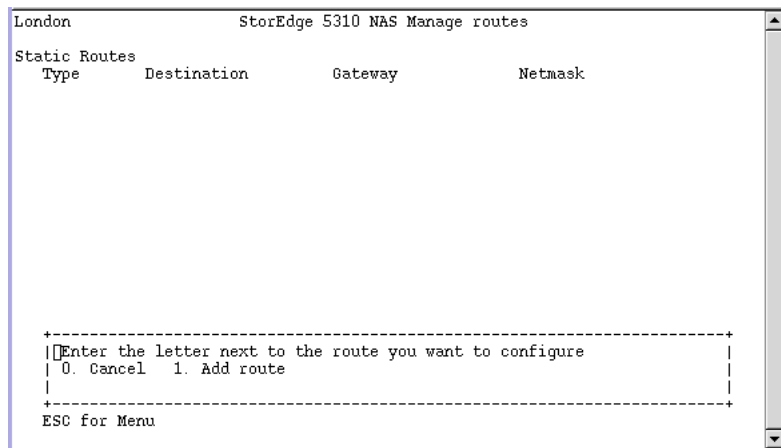 London StorEdge 5310 NAS Manage routes
Static Routes
Type Destination Gateway Netmask
Enter the letter next to the route you want to configure
0. Cancel 1. Add route
ESC for Menu